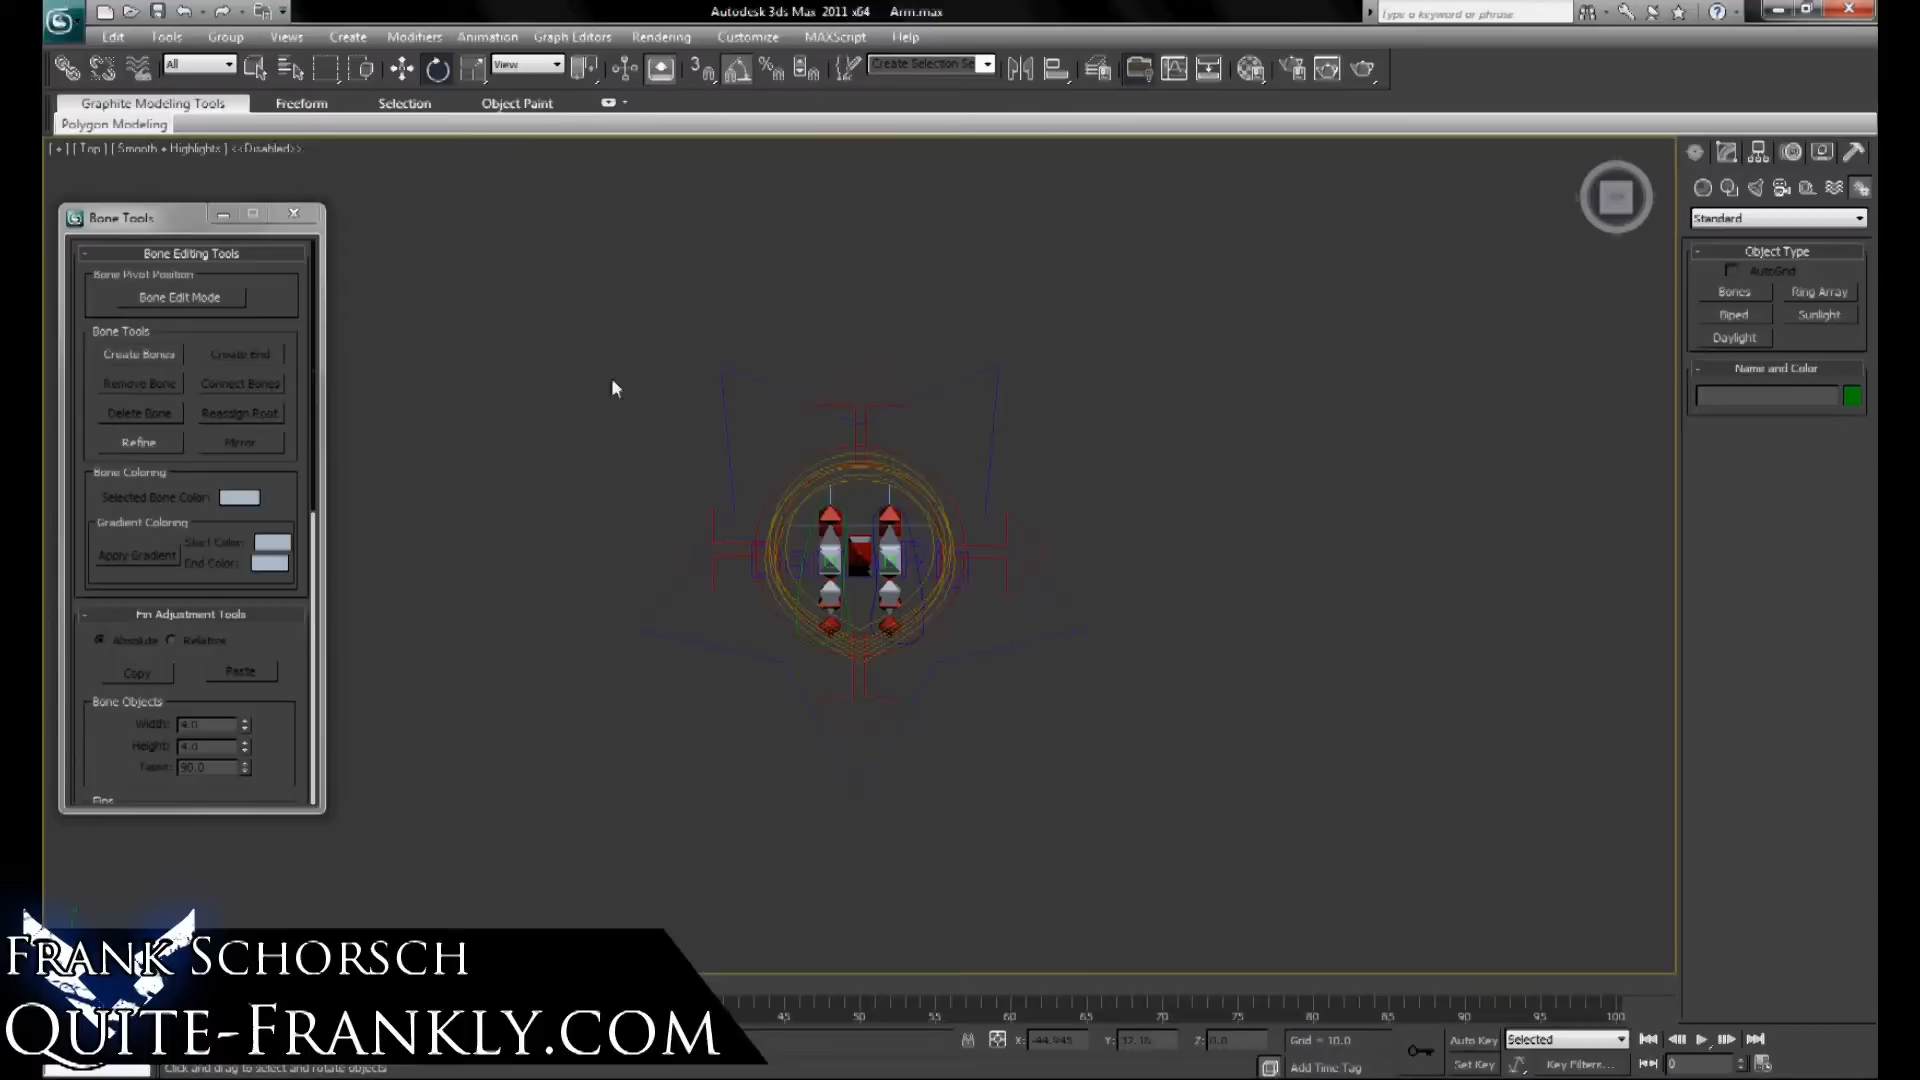 Autodesk 3ds Max 2011 x64 Arm.max
Type a keyword or phrase
Edit Tools Group Views Create Modifiers Animation Graph Editors Rendering Customize MAXScript Help
All
View
3
Create Selection Se
Graphite Modeling Tools Freeform Selection Object Paint
Polygon Modeling
[ + ] [ Top ] [ Smooth + Highlights ] <<Disabled>>
Standard
Object Type
AutoGrid
Bones Ring Array
Biped Sunlight
Daylight
Name and Color
Bone Tools
Bone Editing Tools
Bone Pivot Position
Bone Edit Mode
Bone Tools
Create Bones Create End
Remove Bone Connect Bones
Delete Bone Reassign Root
Refine Mirror
Bone Coloring
Selected Bone Color:
Gradient Coloring
Apply Gradient Start Color:
End Color:
Fin Adjustment Tools
Absolute Relative
Copy Paste
Bone Objects
Width: 4.0
Height: 4.0
Taper: 90.0
Fins
Frank Schorsch
Quite-Frankly.com
45 50 55 60 65 70 75 80 85 90 95 100
X: -44.945 Y: 32.16 Z: 0.0 Grid = 10.0 Auto Key Selected
Add Time Tag Set Key Key Filters... 0
Click and drag to select and rotate objects